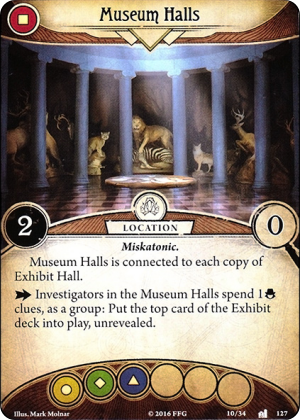 Museum Halls
2
LOCATION
0
Miskatonic.
Museum Halls is connected to each copy of
Exhibit Hall.
Investigators in the Museum Halls spend 1
clues, as a group: Put the top card of the Exhibit
deck into play, unrevealed.
Illus. Mark Molnar
© 2016 FFG
10/34
127